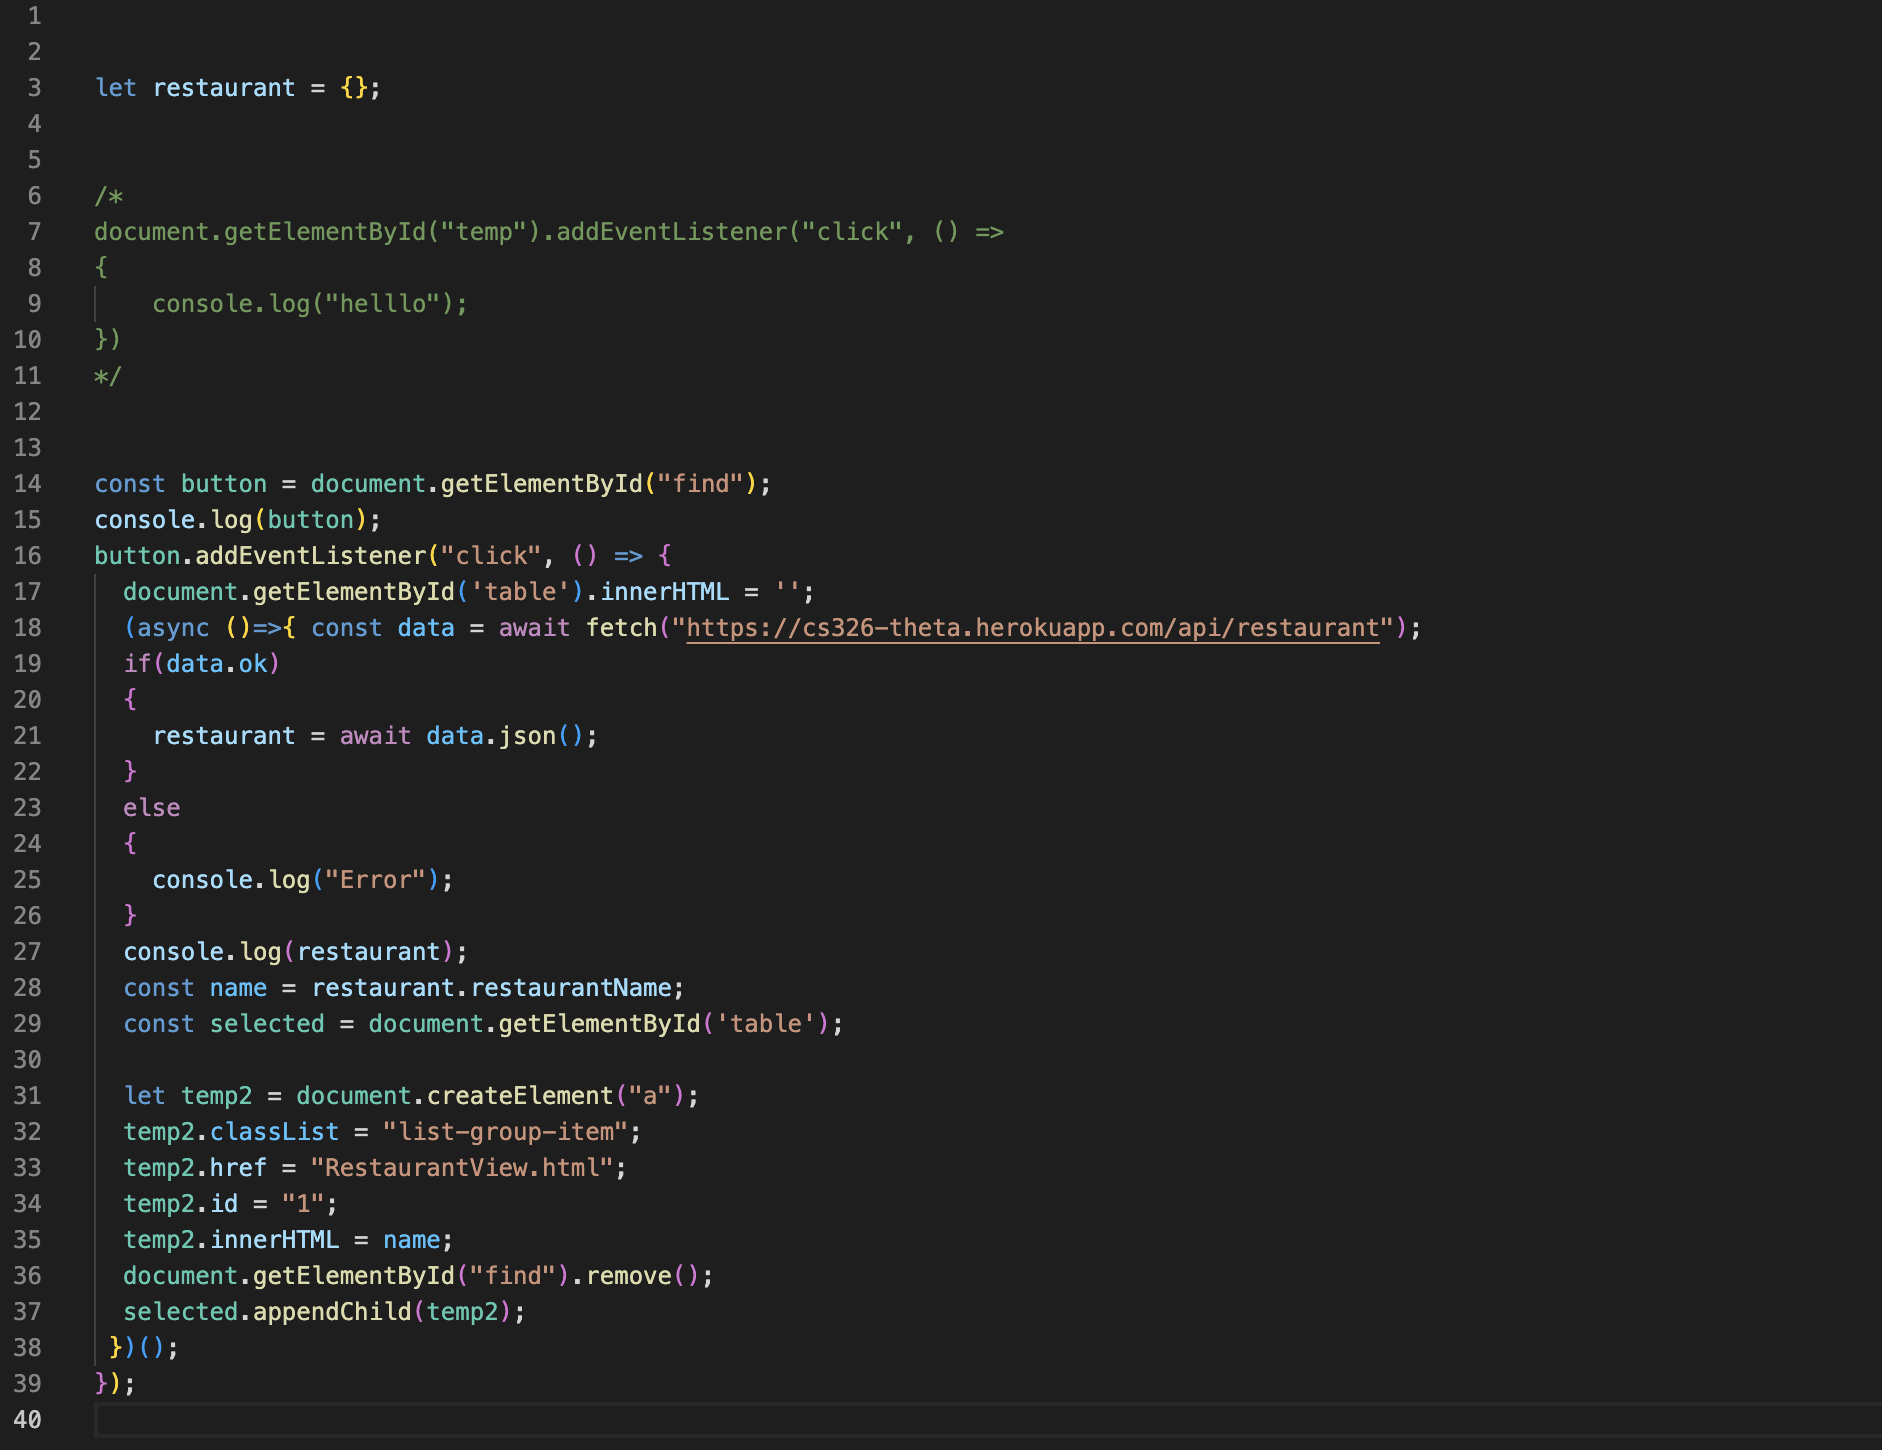 1
2
3 let restaurant = {};
4
5
6 /*
7 document.getElementById("temp").addEventListener("click", () =>
8 {
9     console.log("helllo");
10 })
11 */
12
13
14 const button = document.getElementById("find");
15 console.log(button);
16 button.addEventListener("click", () => {
17   document.getElementById('table').innerHTML = '';
18   (async ()=>{ const data = await fetch("https://cs326-theta.herokuapp.com/api/restaurant");
19   if(data.ok)
20   {
21     restaurant = await data.json();
22   }
23   else
24   {
25     console.log("Error");
26   }
27   console.log(restaurant);
28   const name = restaurant.restaurantName;
29   const selected = document.getElementById('table');
30
31   let temp2 = document.createElement("a");
32   temp2.classList = "list-group-item";
33   temp2.href = "RestaurantView.html";
34   temp2.id = "1";
35   temp2.innerHTML = name;
36   document.getElementById("find").remove();
37   selected.appendChild(temp2);
38  })();
39 });
40